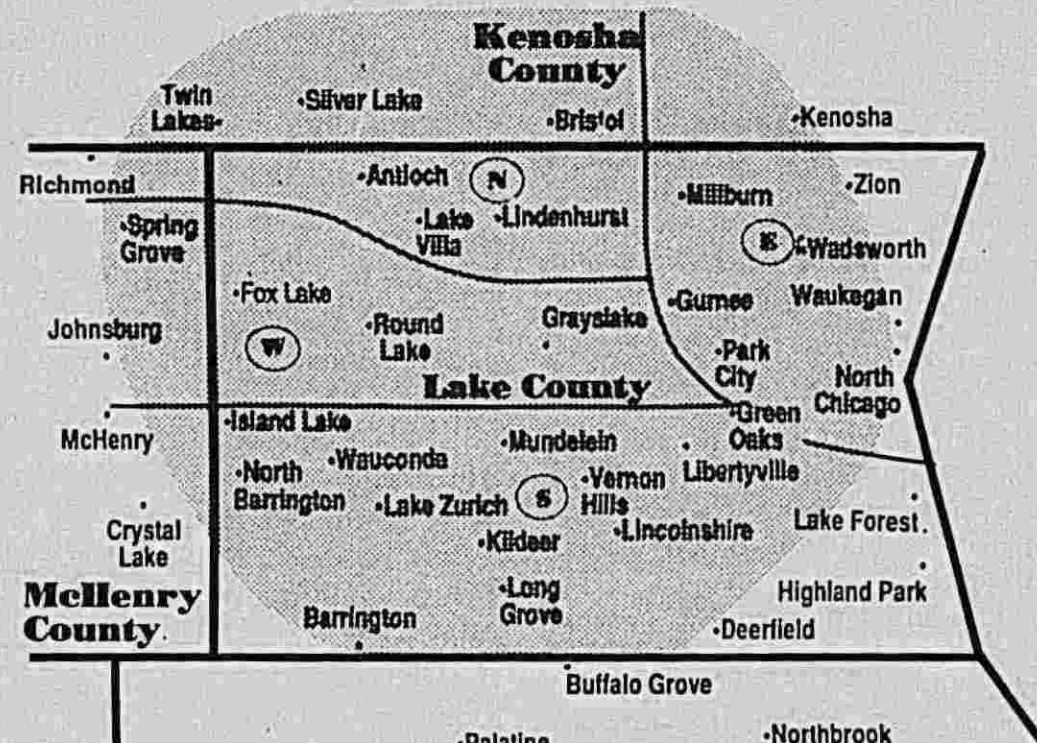 Kenosha
County
Twin
Lakes
Silver Lake
Bristol
Kenosha
Richmond
Antioch
N
Millburn
Zion
Spring
Grove
Lake
Villa
Lindenhurst
E
Wadsworth
Fox Lake
Gurnee
Waukegan
Johnsburg
Round
Lake
Grayslake
W
Park
City
North
Chicago
Lake County
Green
Oaks
McHenry
Island Lake
Mundelein
Libertyville
North
Barrington
Wauconda
Vernon
Hills
Lake Zurich
S
Lincolnshire
Lake Forest
Crystal
Lake
Kildeer
McHenry
County
Barrington
Long
Grove
Highland Park
Deerfield
Buffalo Grove
Palatine
Northbrook